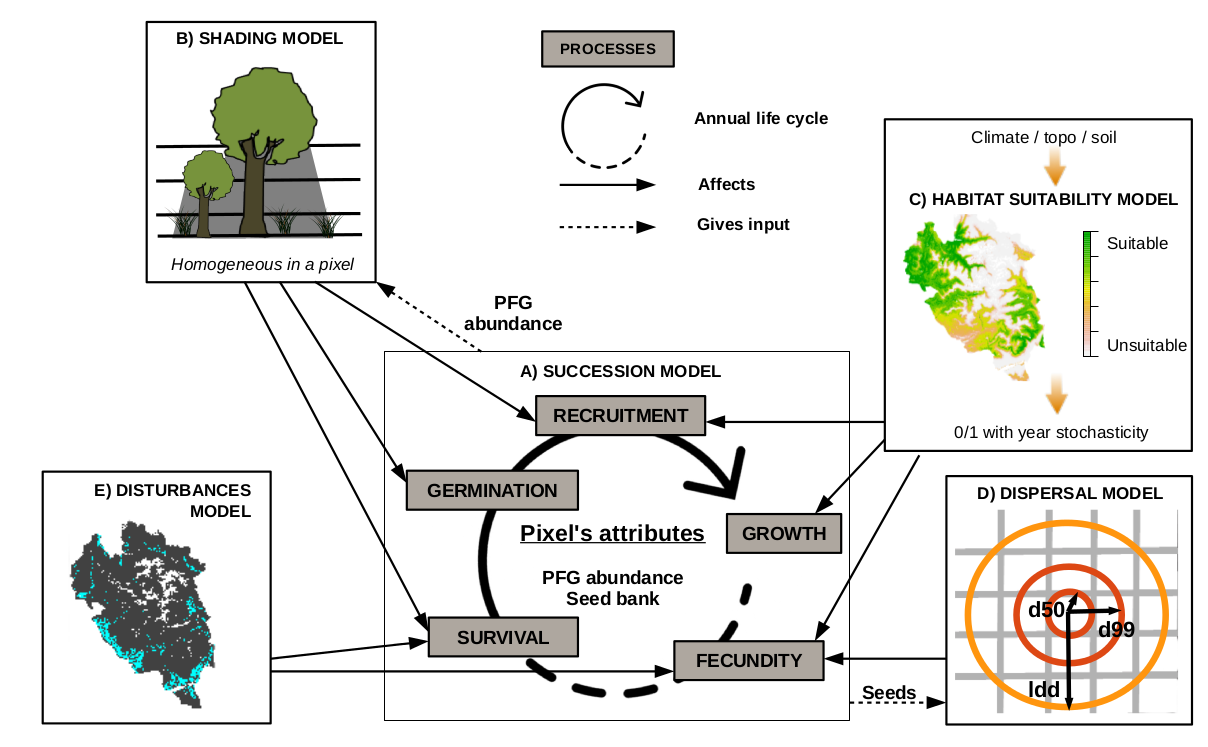 B) SHADING MODEL
Homogeneous in a pixel
PROCESSES
Annual life cycle
Affects
Gives input
Climate / topo / soil
C) HABITAT SUITABILITY MODEL
Suitable
Unsuitable
0/1 with year stochasticity
PFG
abundance
A) SUCCESSION MODEL
RECRUITMENT
GERMINATION
GROWTH
Pixel's attributes
PFG abundance
Seed bank
SURVIVAL
FECUNDITY
E) DISTURBANCES
MODEL
D) DISPERSAL MODEL
d50
d99
ldd
Seeds